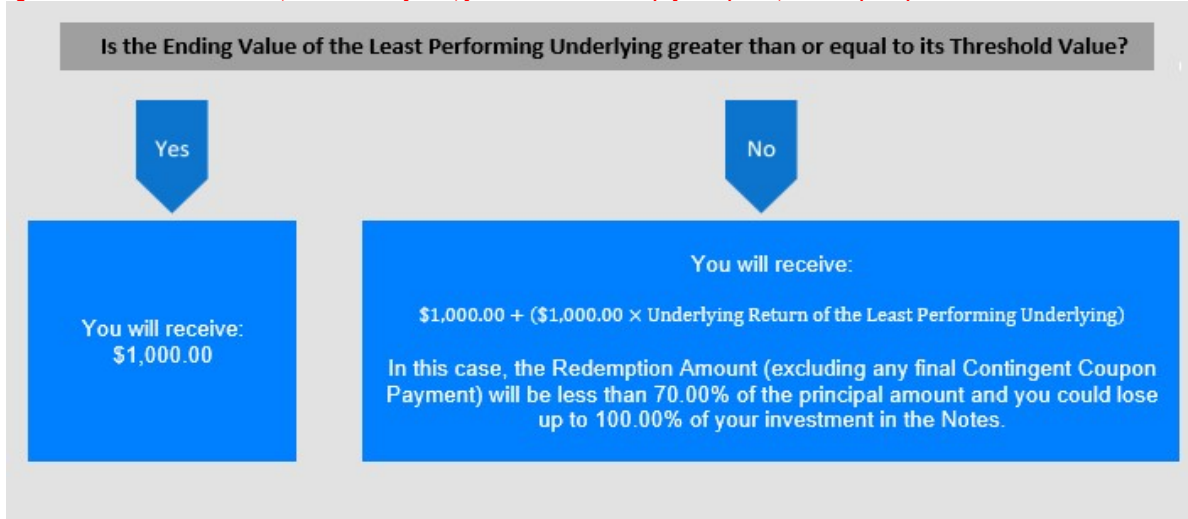 Is the Ending Value of the Least Performing Underlying greater than or equal to its Threshold Value?
Yes
No
You will receive:
$1,000.00
You will receive:
$1,000.00 + ($1,000.00 × Underlying Return of the Least Performing Underlying)
In this case, the Redemption Amount (excluding any final Contingent Coupon
Payment) will be less than 70.00% of the principal amount and you could lose
up to 100.00% of your investment in the Notes.